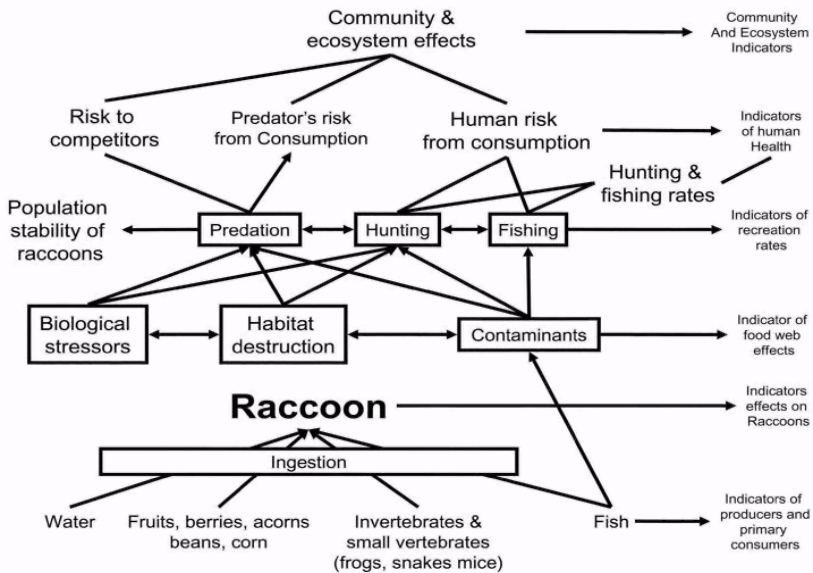 Community &
ecosystem effects
Community
And Ecosystem
Indicators
Risk to
competitors
Predator's risk
from Consumption
Human risk
from consumption
Indicators
of human
Health
Hunting &
fishing rates
Population
stability of
raccoons
Predation
Hunting
Fishing
Indicators of
recreation
rates
Biological
stressors
Habitat
destruction
Contaminants
Indicator of
food web
effects
Raccoon
Indicators
effects on
Raccoons
Ingestion
Water
Fruits, berries, acorns
beans, corn
Invertebrates &
small vertebrates
(frogs, snakes mice)
Fish
Indicators of
producers and
primary
consumers